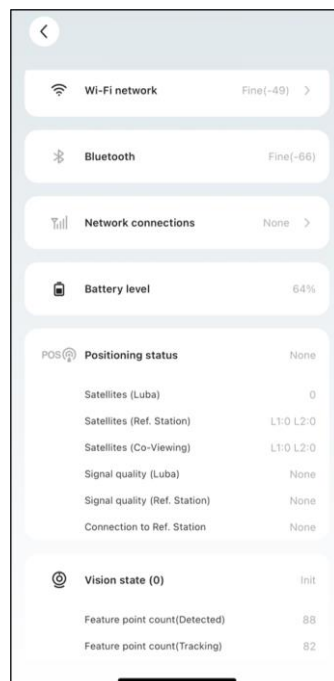 Wi-Fi network Fine(-49)
Bluetooth Fine(-66)
Network connections None
Battery level 64%
POS Positioning status None
Satellites (Luba) 0
Satellites (Ref. Station) L1:0 L2:0
Satellites (Co-Viewing) L1:0 L2:0
Signal quality (Luba) None
Signal quality (Ref. Station) None
Connection to Ref. Station None
Vision state (0) Init
Feature point count(Detected) 88
Feature point count(Tracking) 82